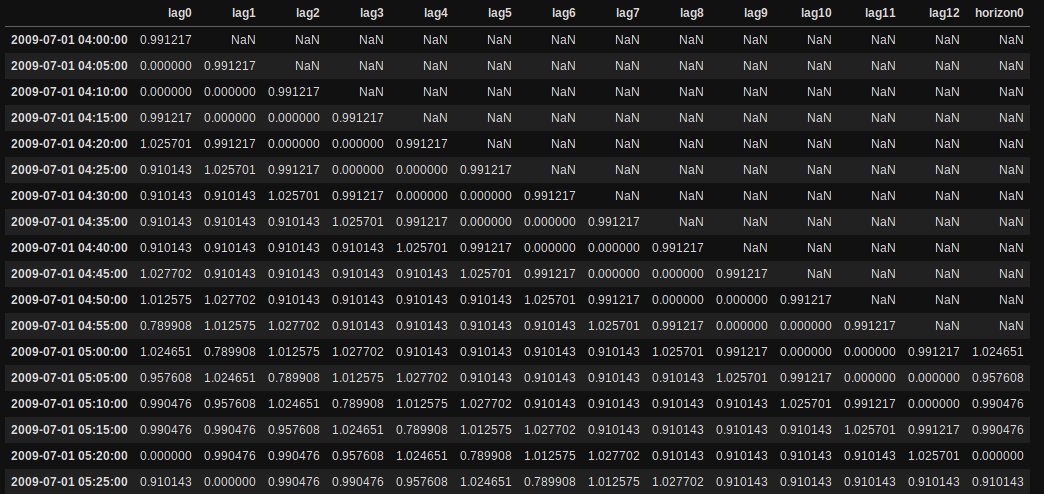 lag0 lag1 lag2 lag3 lag4 lag5 lag6 lag7 lag8 lag9 lag10 lag11 lag12 horizon0
2009-07-01 04:00:00 0.991217 NaN NaN NaN NaN NaN NaN NaN NaN NaN NaN NaN NaN NaN
2009-07-01 04:05:00 0.000000 0.991217 NaN NaN NaN NaN NaN NaN NaN NaN NaN NaN NaN NaN
2009-07-01 04:10:00 0.000000 0.000000 0.991217 NaN NaN NaN NaN NaN NaN NaN NaN NaN NaN NaN
2009-07-01 04:15:00 0.991217 0.000000 0.000000 0.991217 NaN NaN NaN NaN NaN NaN NaN NaN NaN NaN
2009-07-01 04:20:00 1.025701 0.991217 0.000000 0.000000 0.991217 NaN NaN NaN NaN NaN NaN NaN NaN NaN
2009-07-01 04:25:00 0.910143 1.025701 0.991217 0.000000 0.000000 0.991217 NaN NaN NaN NaN NaN NaN NaN NaN
2009-07-01 04:30:00 0.910143 0.910143 1.025701 0.991217 0.000000 0.000000 0.991217 NaN NaN NaN NaN NaN NaN NaN
2009-07-01 04:35:00 0.910143 0.910143 0.910143 1.025701 0.991217 0.000000 0.000000 0.991217 NaN NaN NaN NaN NaN NaN
2009-07-01 04:40:00 0.910143 0.910143 0.910143 0.910143 1.025701 0.991217 0.000000 0.000000 0.991217 NaN NaN NaN NaN NaN
2009-07-01 04:45:00 1.027702 0.910143 0.910143 0.910143 0.910143 1.025701 0.991217 0.000000 0.000000 0.991217 NaN NaN NaN NaN
2009-07-01 04:50:00 1.012575 1.027702 0.910143 0.910143 0.910143 0.910143 1.025701 0.991217 0.000000 0.000000 0.991217 NaN NaN NaN
2009-07-01 04:55:00 0.789908 1.012575 1.027702 0.910143 0.910143 0.910143 0.910143 1.025701 0.991217 0.000000 0.000000 0.991217 NaN NaN
2009-07-01 05:00:00 1.024651 0.789908 1.012575 1.027702 0.910143 0.910143 0.910143 0.910143 1.025701 0.991217 0.000000 0.000000 0.991217 1.024651
2009-07-01 05:05:00 0.957608 1.024651 0.789908 1.012575 1.027702 0.910143 0.910143 0.910143 0.910143 1.025701 0.991217 0.000000 0.000000 0.957608
2009-07-01 05:10:00 0.990476 0.957608 1.024651 0.789908 1.012575 1.027702 0.910143 0.910143 0.910143 0.910143 1.025701 0.991217 0.000000 0.990476
2009-07-01 05:15:00 0.990476 0.990476 0.957608 1.024651 0.789908 1.012575 1.027702 0.910143 0.910143 0.910143 0.910143 1.025701 0.991217 0.990476
2009-07-01 05:20:00 0.000000 0.990476 0.990476 0.957608 1.024651 0.789908 1.012575 1.027702 0.910143 0.910143 0.910143 0.910143 1.025701 0.000000
2009-07-01 05:25:00 0.910143 0.000000 0.990476 0.990476 0.957608 1.024651 0.789908 1.012575 1.027702 0.910143 0.910143 0.910143 0.910143 0.910143